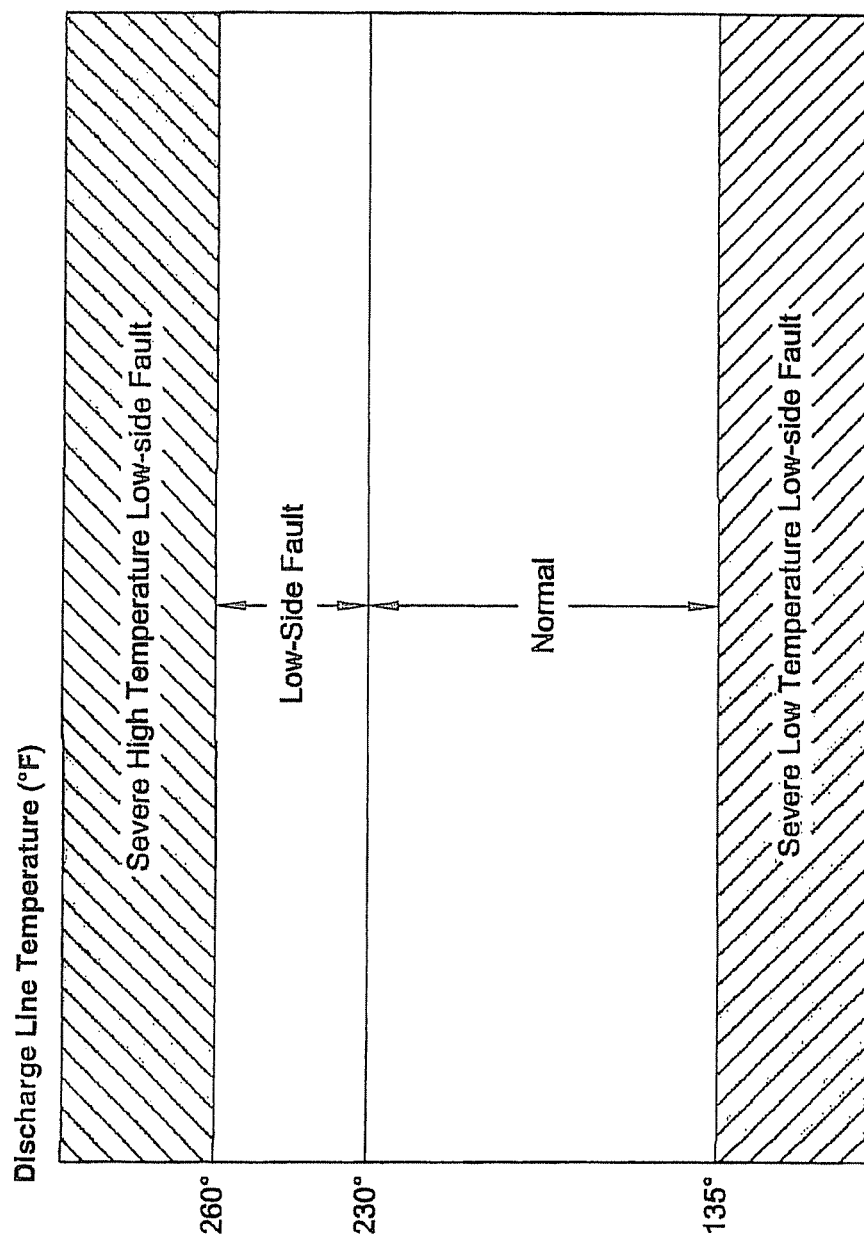 Discharge Line Temperature (°F)
Severe High Temperature Low-side Fault
260°
Low-Side Fault
230°
Normal
135°
Severe Low Temperature Low-side Fault